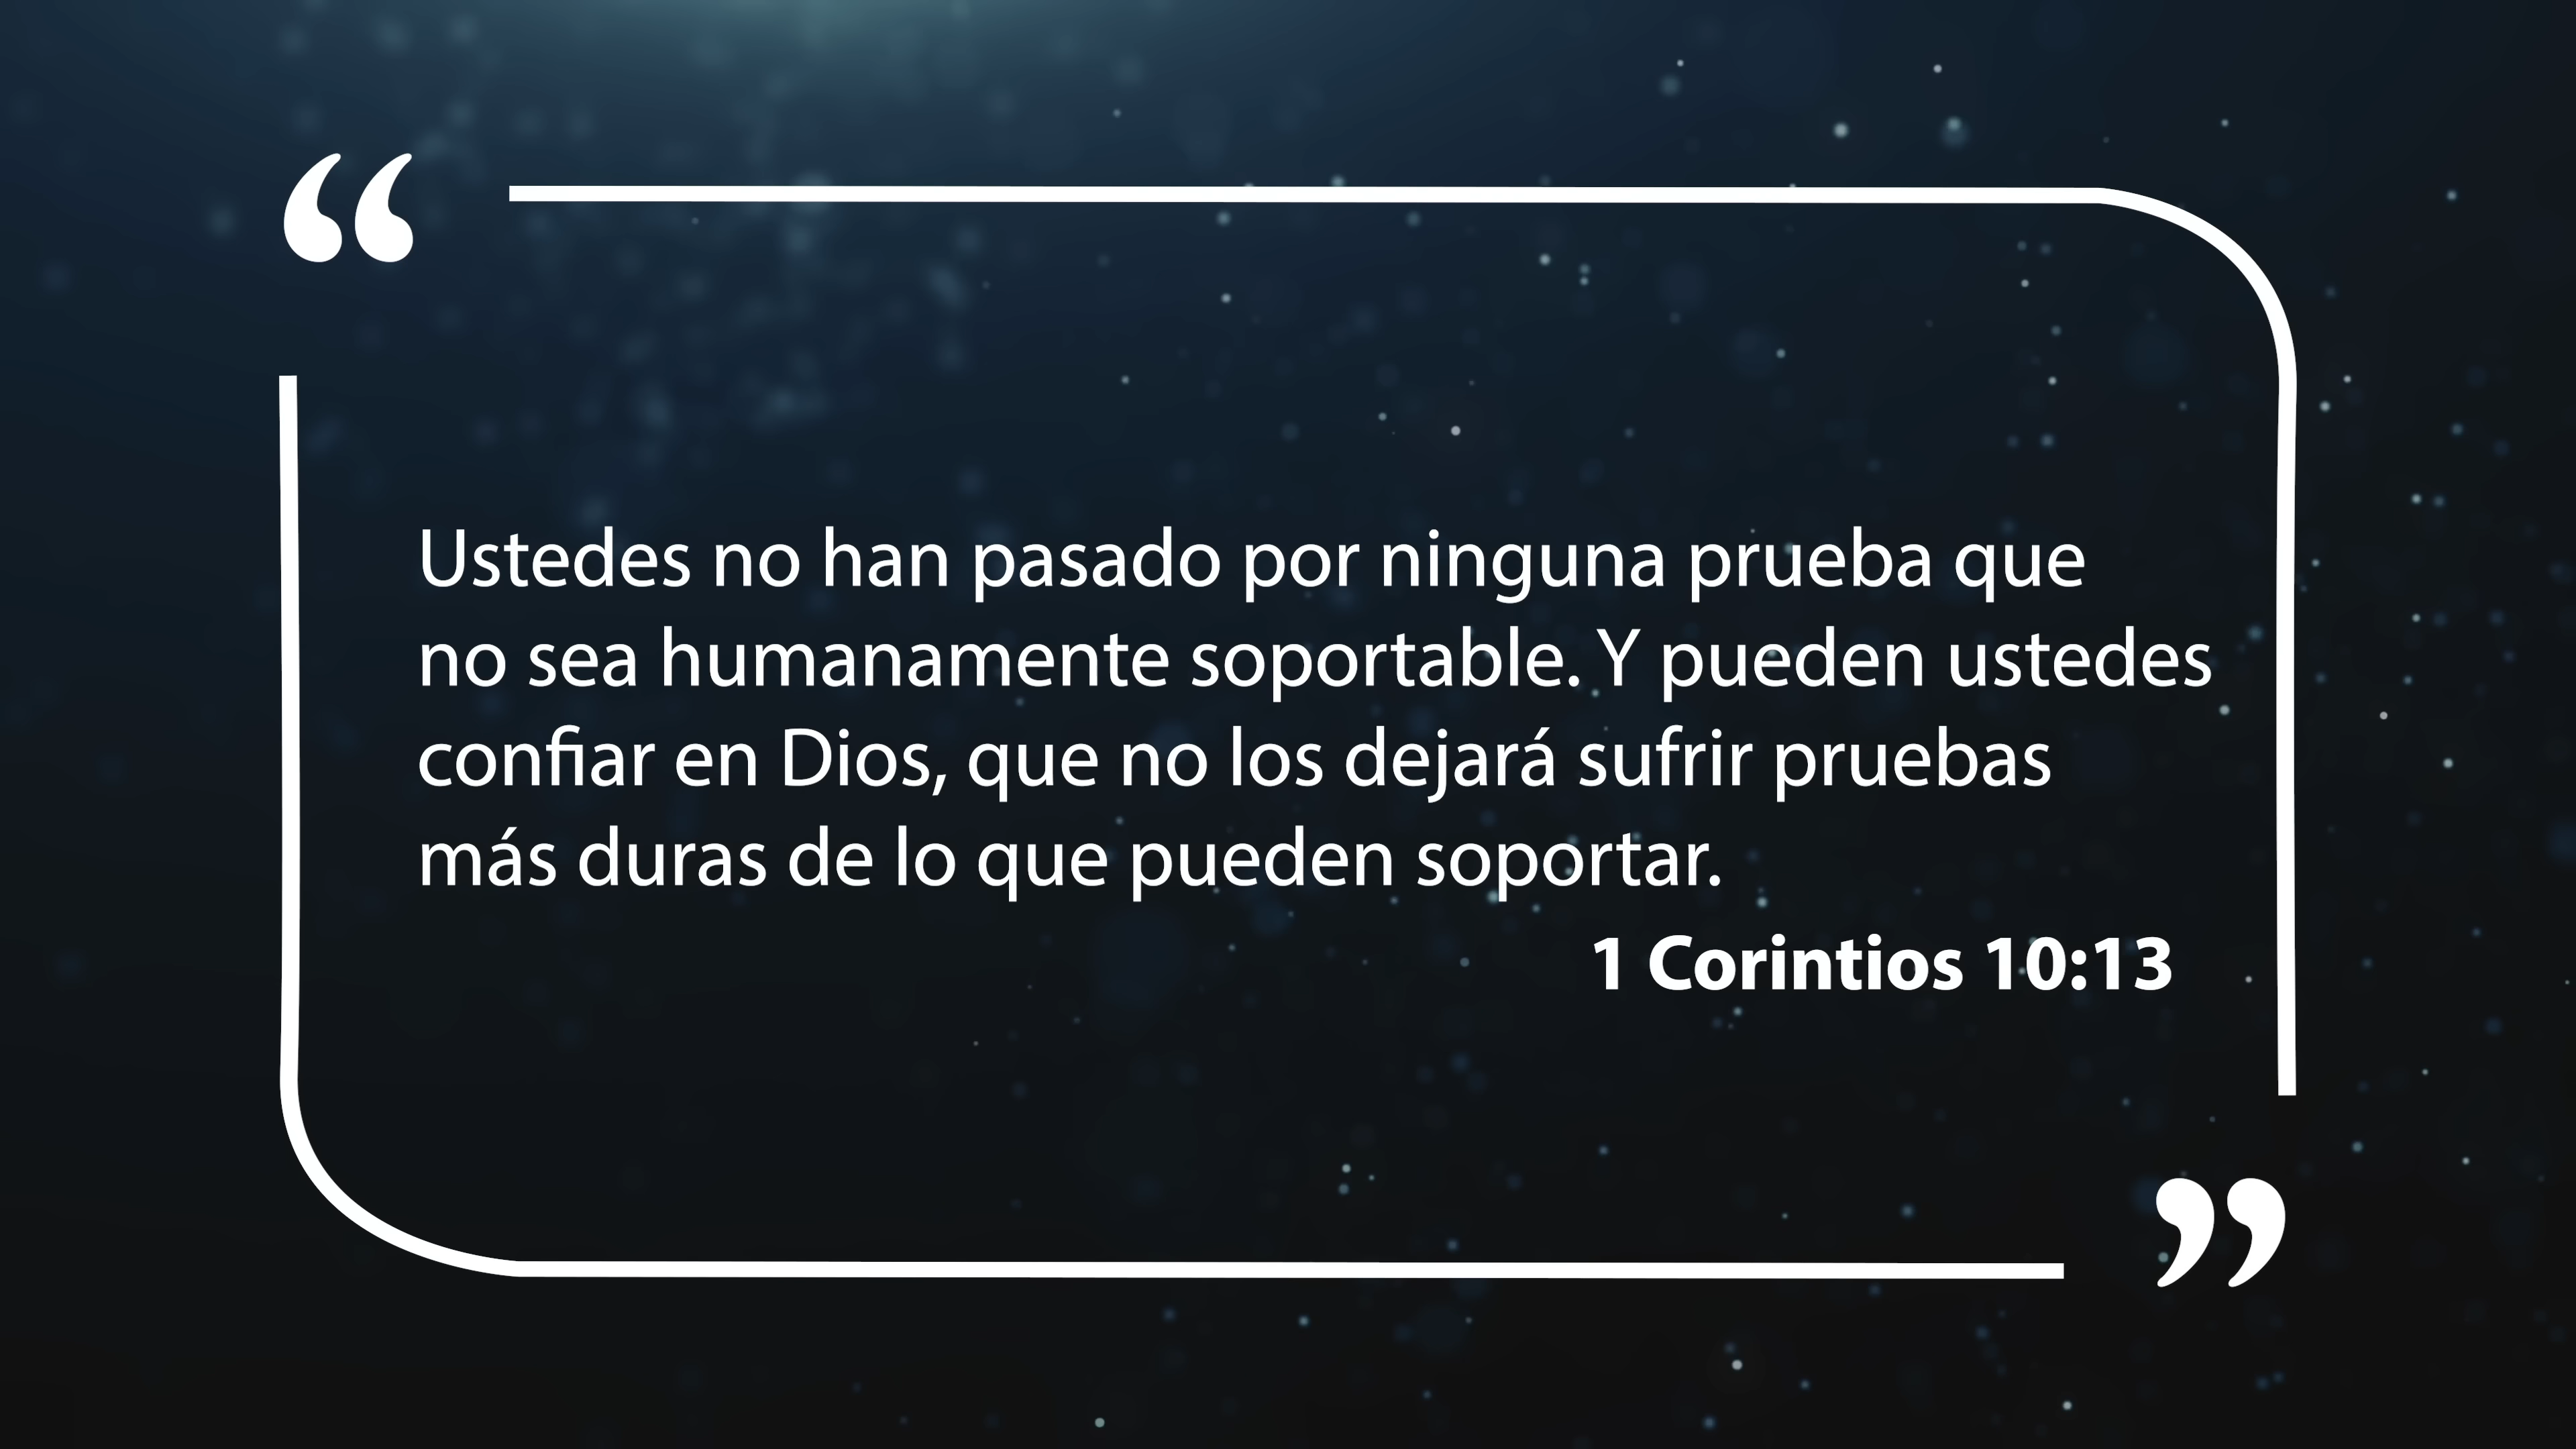 “
Ustedes no han pasado por ninguna prueba que
no sea humanamente soportable. Y pueden ustedes
confiar en Dios, que no los dejará sufrir pruebas
más duras de lo que pueden soportar.
1 Corintios 10:13
”